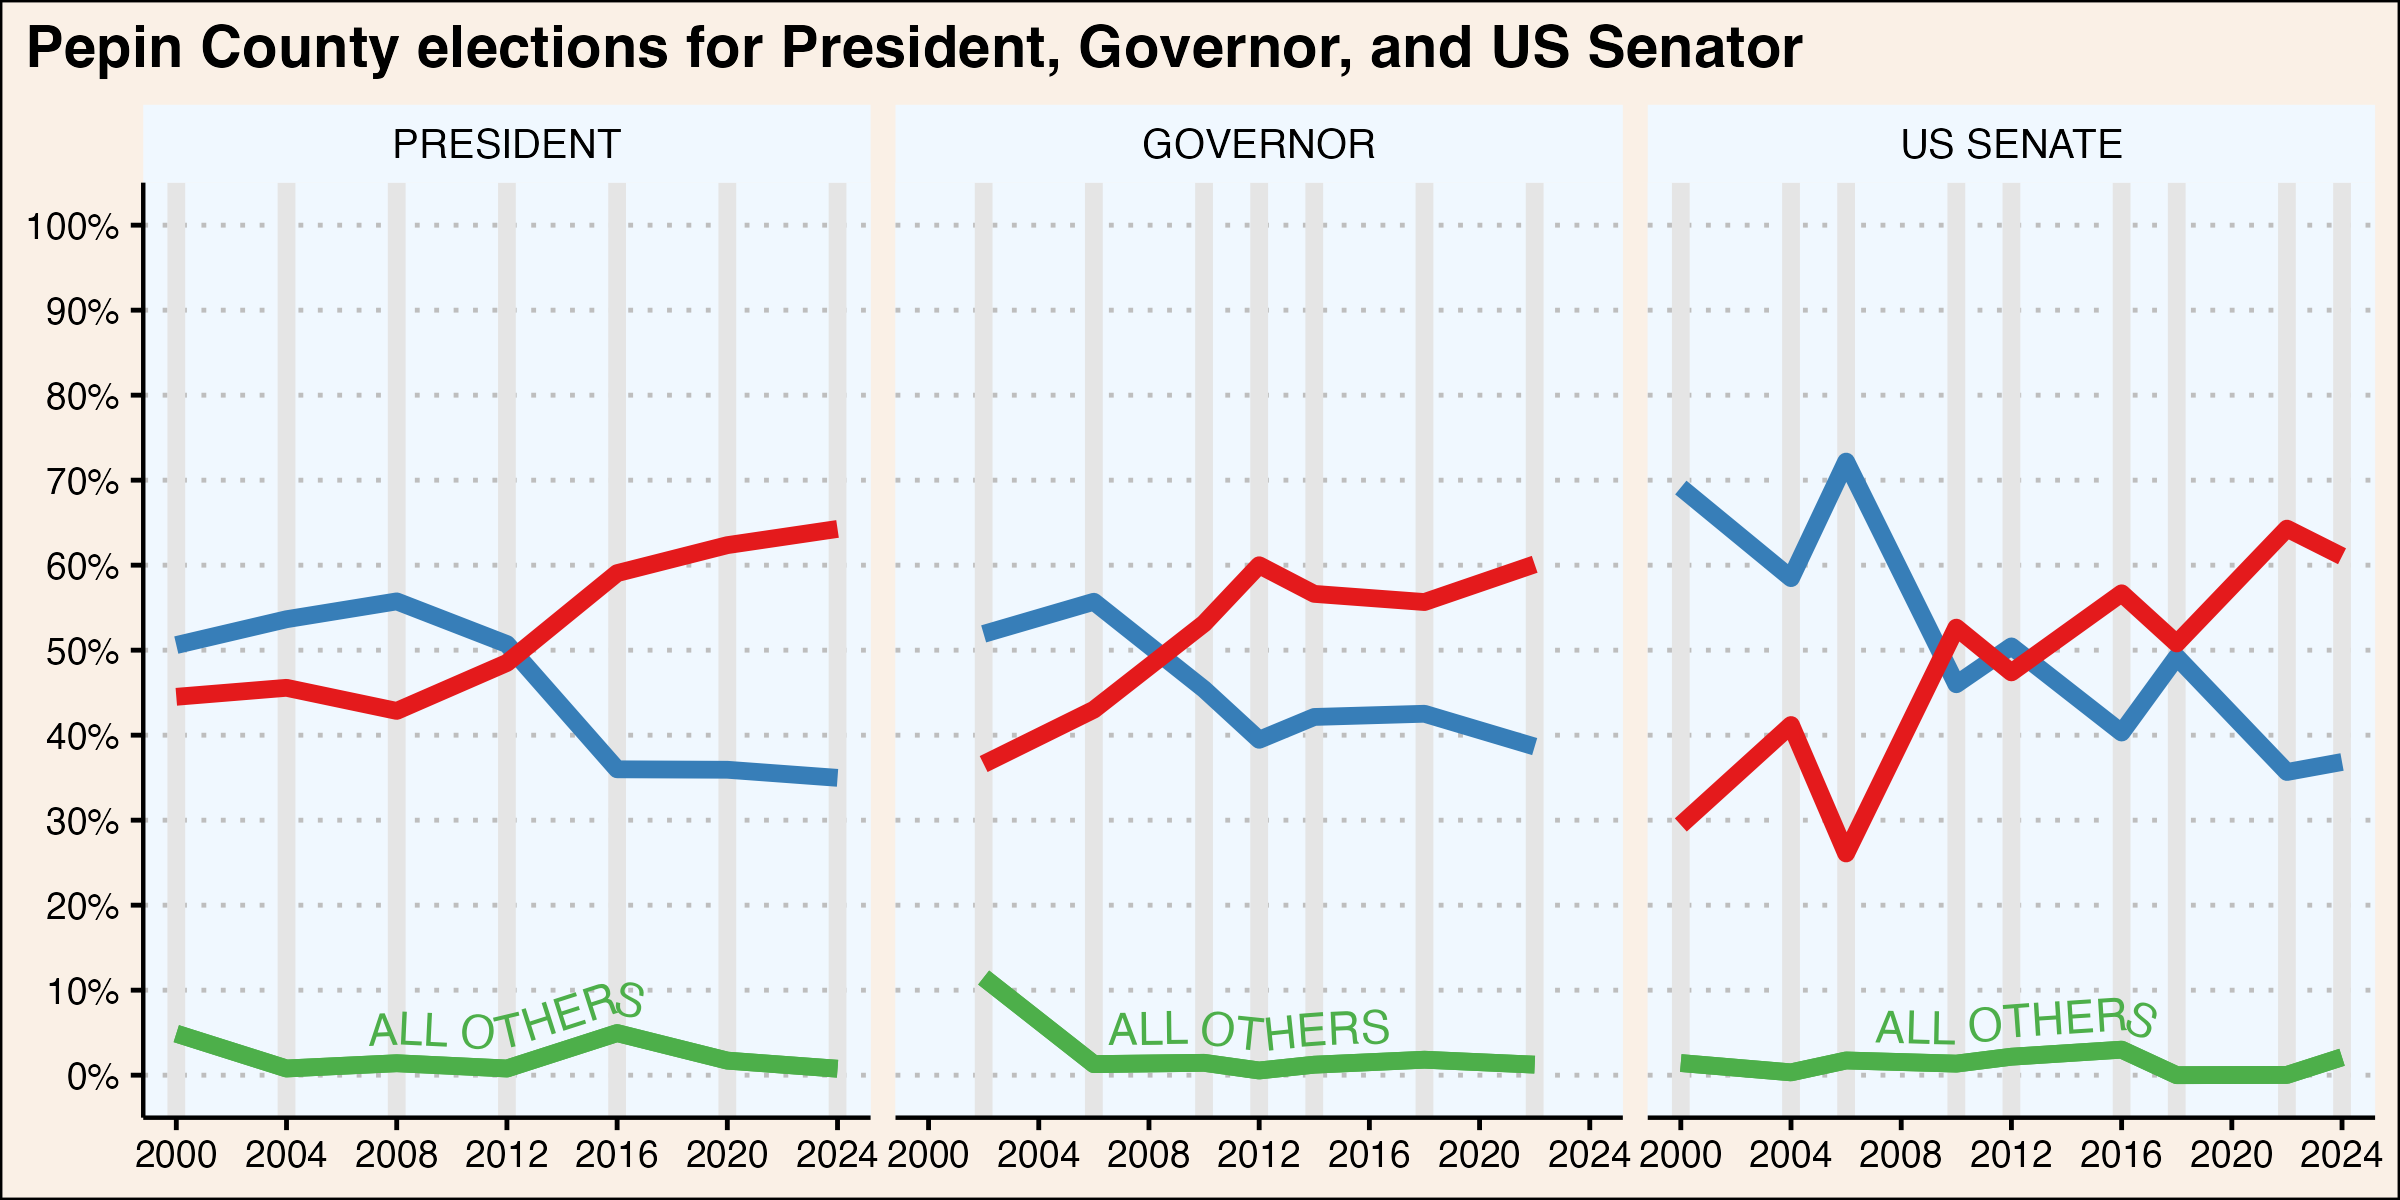 Pepin County elections for President, Governor, and US Senator
PRESIDENT GOVERNOR US SENATE
100%
90%
80%
70%
60%
50%
40%
30%
20%
10%
0%
ALL OTHERS ALL OTHERS ALL OTHERS
2000 2004 2008 2012 2016 2020 2024 2000 2004 2008 2012 2016 2020 2024 2000 2004 2008 2012 2016 2020 2024